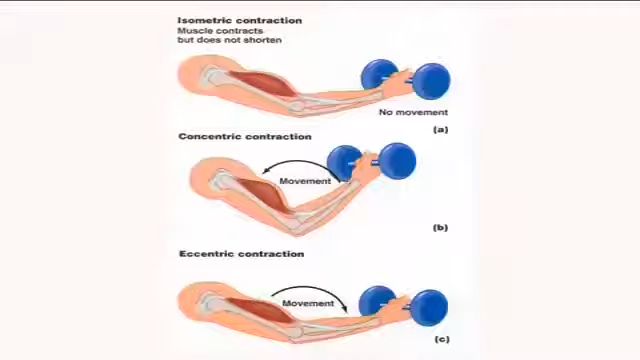 Isometric contraction
Muscle contracts
but does not shorten
No movement
(a)
Concentric contraction
Movement
(b)
Eccentric contraction
Movement
(c)